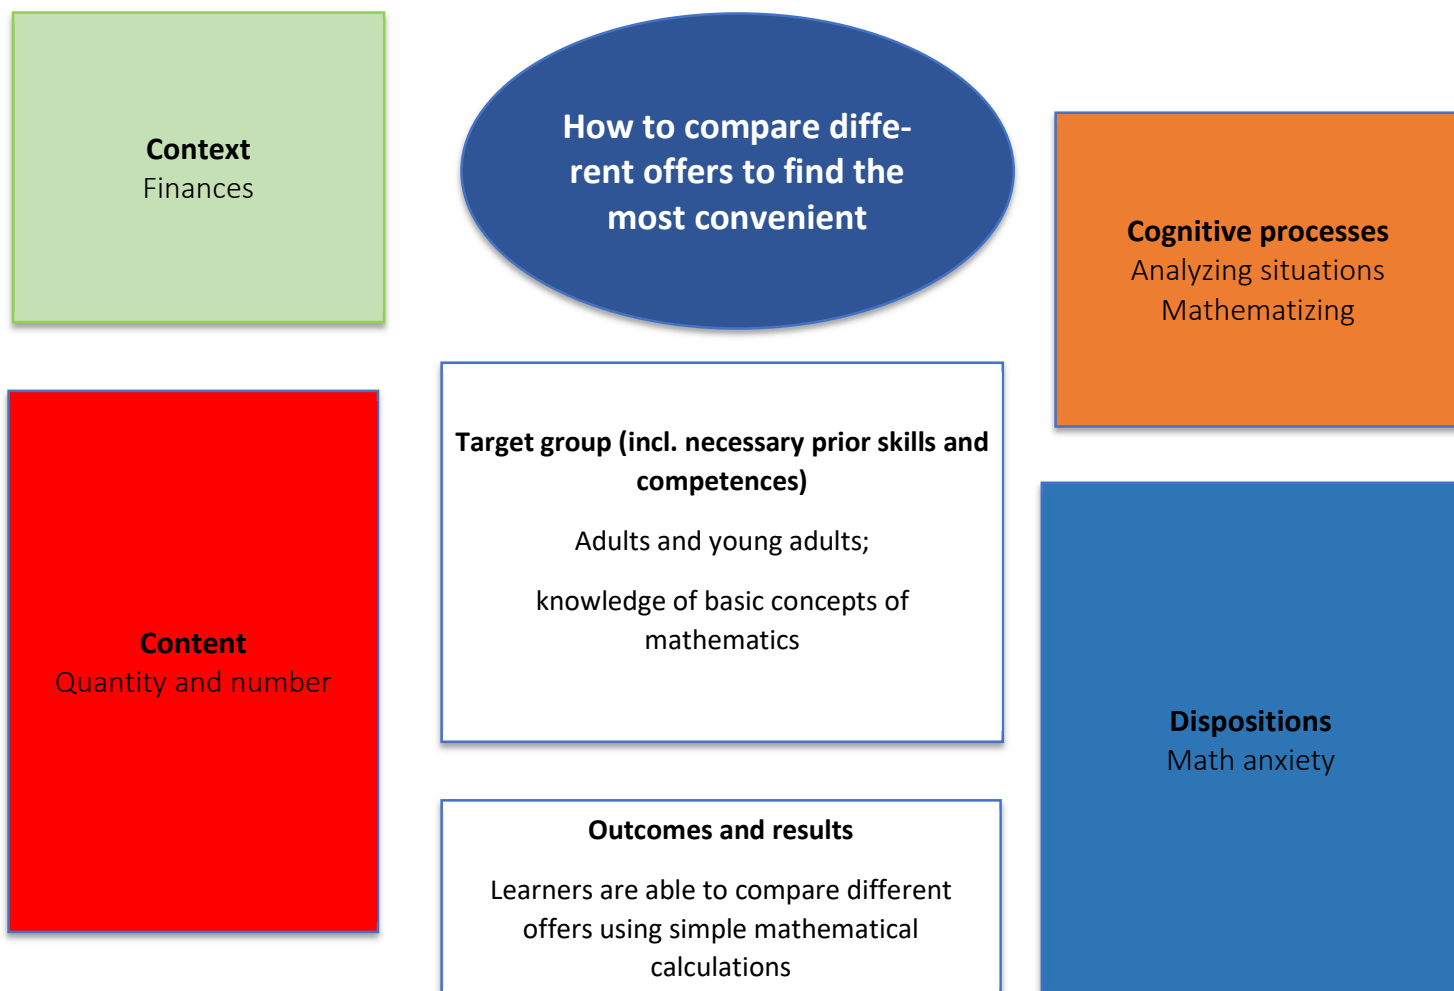 Context
Finances
How to compare diffe-
rent offers to find the
most convenient
Cognitive processes
Analyzing situations
Mathematizing
Target group (incl. necessary prior skills and
competences)
Adults and young adults;
knowledge of basic concepts of
mathematics
Content
Quantity and number
Dispositions
Math anxiety
Outcomes and results
Learners are able to compare different
offers using simple mathematical
calculations